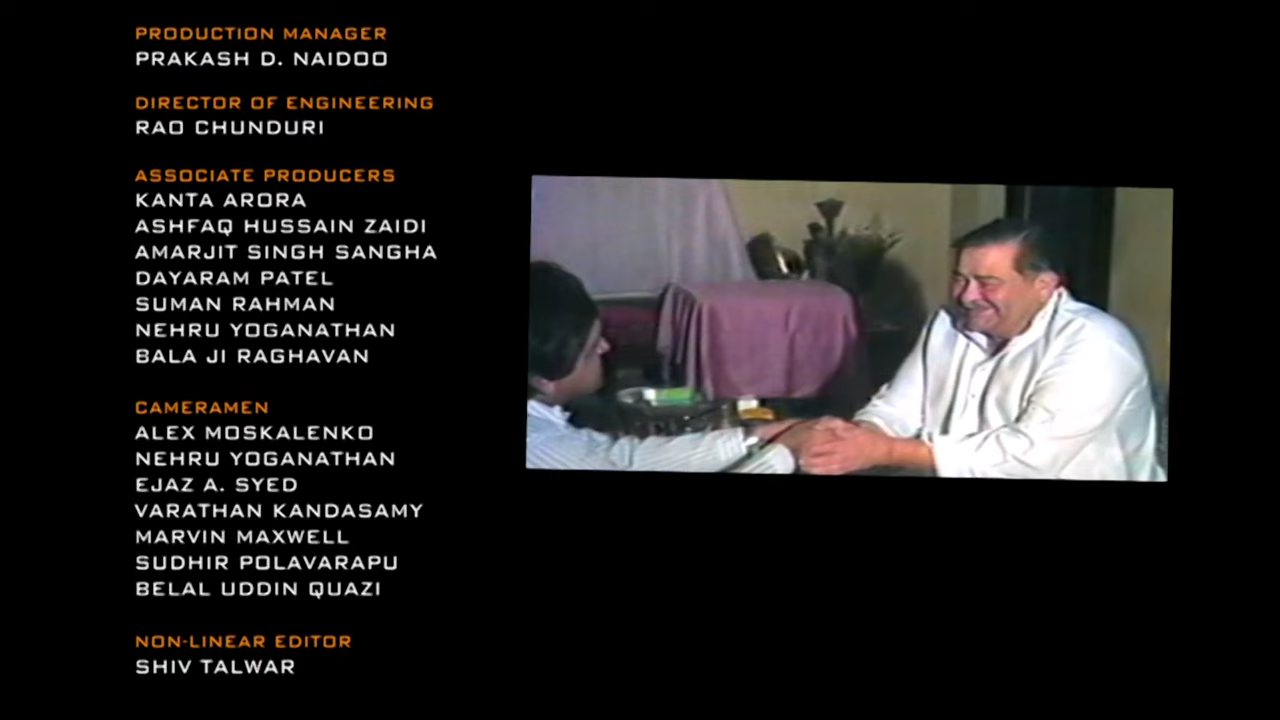 PRODUCTION MANAGER
PRAKASH D. NAIDOO
DIRECTOR OF ENGINEERING
RAO CHUNDURI
ASSOCIATE PRODUCERS
KANTA ARORA
ASHFAQ HUSSAIN ZAIDI
AMARJIT SINGH SANGHA
DAYARAM PATEL
SUMAN RAHMAN
NEHRU YOGANATHAN
BALA JI RAGHAVAN
CAMERAMEN
ALEX MOSKALENKO
NEHRU YOGANATHAN
EJAZ A. SYED
VARATHAN KANDASAMY
MARVIN MAXWELL
SUDHIR POLAVARAPU
BELAL UDDIN QUAZI
NON-LINEAR EDITOR
SHIV TALWAR